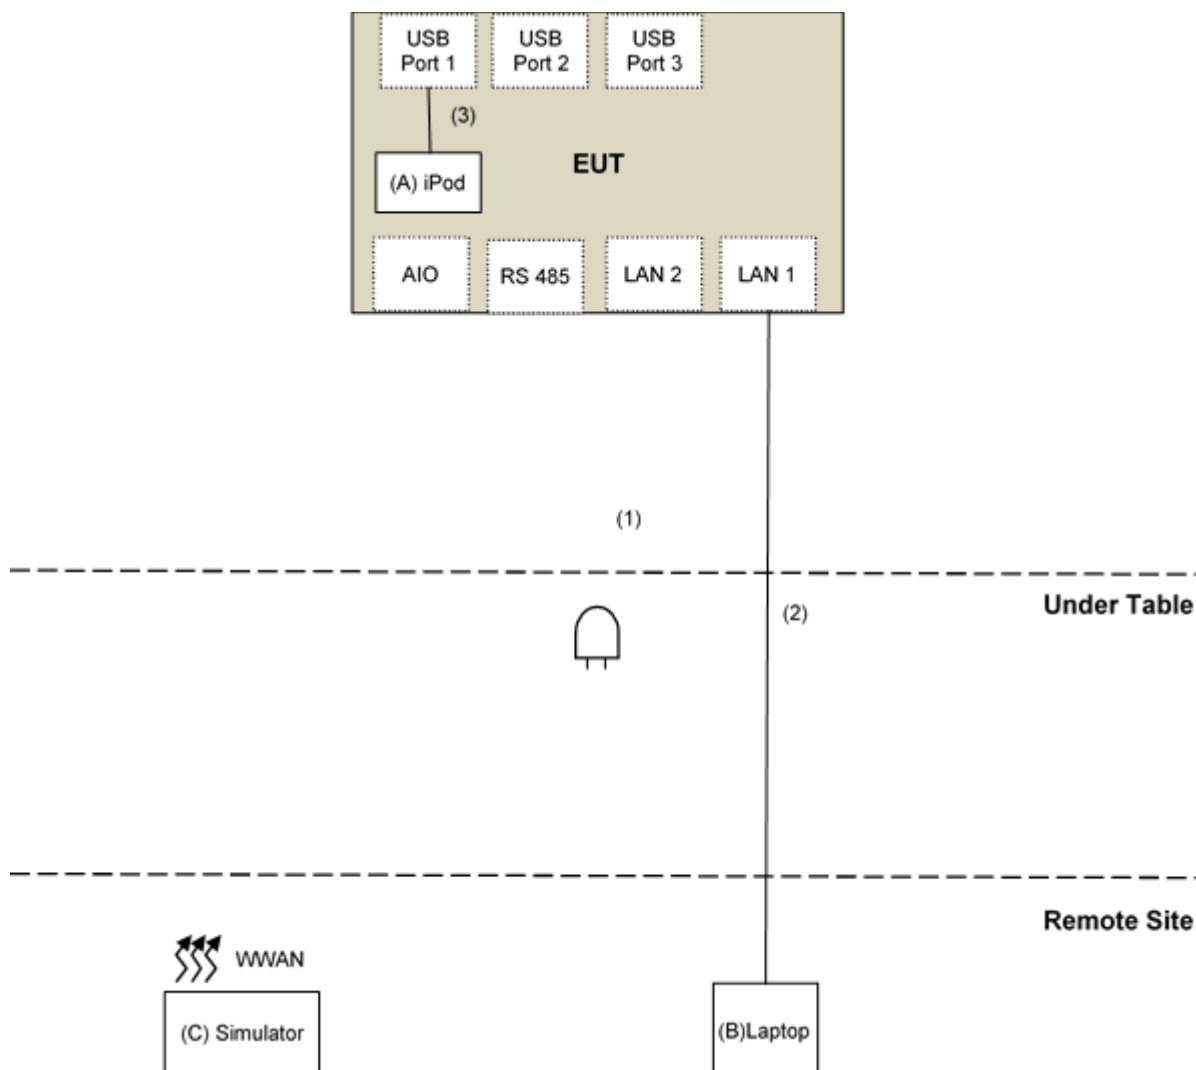 USB
Port 1
USB
Port 2
USB
Port 3
(3)
EUT
(A) iPod
AIO
RS 485
LAN 2
LAN 1
(1)
Under Table
(2)
Remote Site
WWAN
(C) Simulator
(B)Laptop